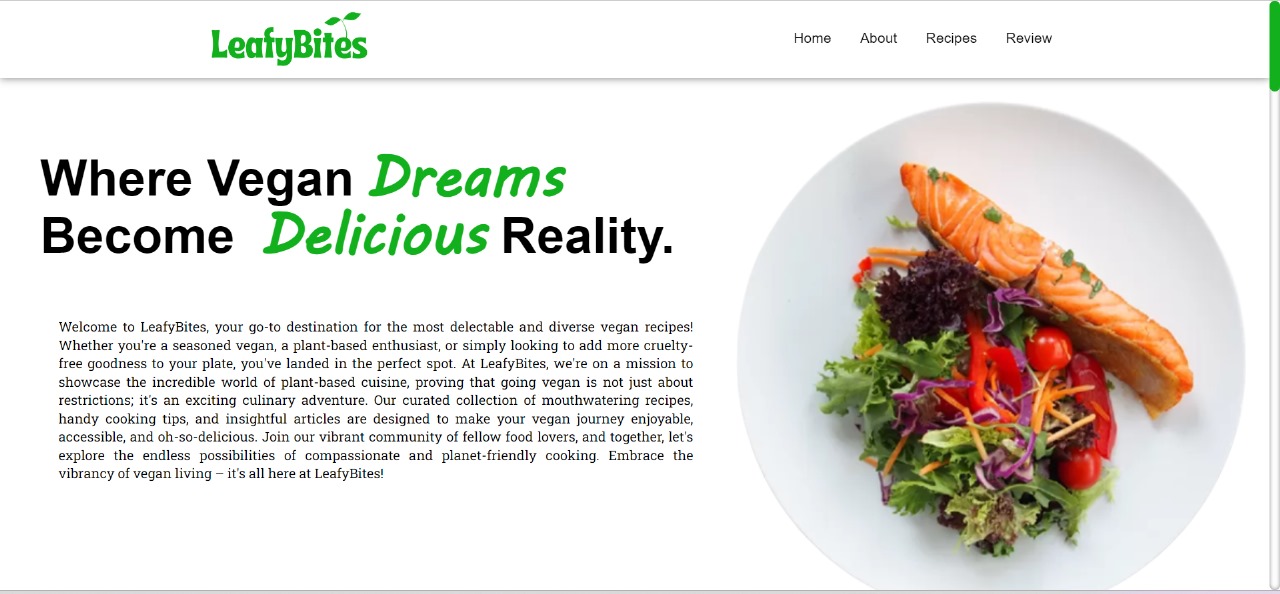 LeafyBites
Home About Recipes Review
Where Vegan Dreams
Become Delicious Reality.
Welcome to LeafyBites, your go-to destination for the most delectable and diverse vegan recipes!
Whether you're a seasoned vegan, a plant-based enthusiast, or simply looking to add more cruelty-
free goodness to your plate, you've landed in the perfect spot. At LeafyBites, we're on a mission to
showcase the incredible world of plant-based cuisine, proving that going vegan is not just about
restrictions; it's an exciting culinary adventure. Our curated collection of mouthwatering recipes,
handy cooking tips, and insightful articles are designed to make your vegan journey enjoyable,
accessible, and oh-so-delicious. Join our vibrant community of fellow food lovers, and together, let's
explore the endless possibilities of compassionate and planet-friendly cooking. Embrace the
vibrancy of vegan living – it's all here at LeafyBites!